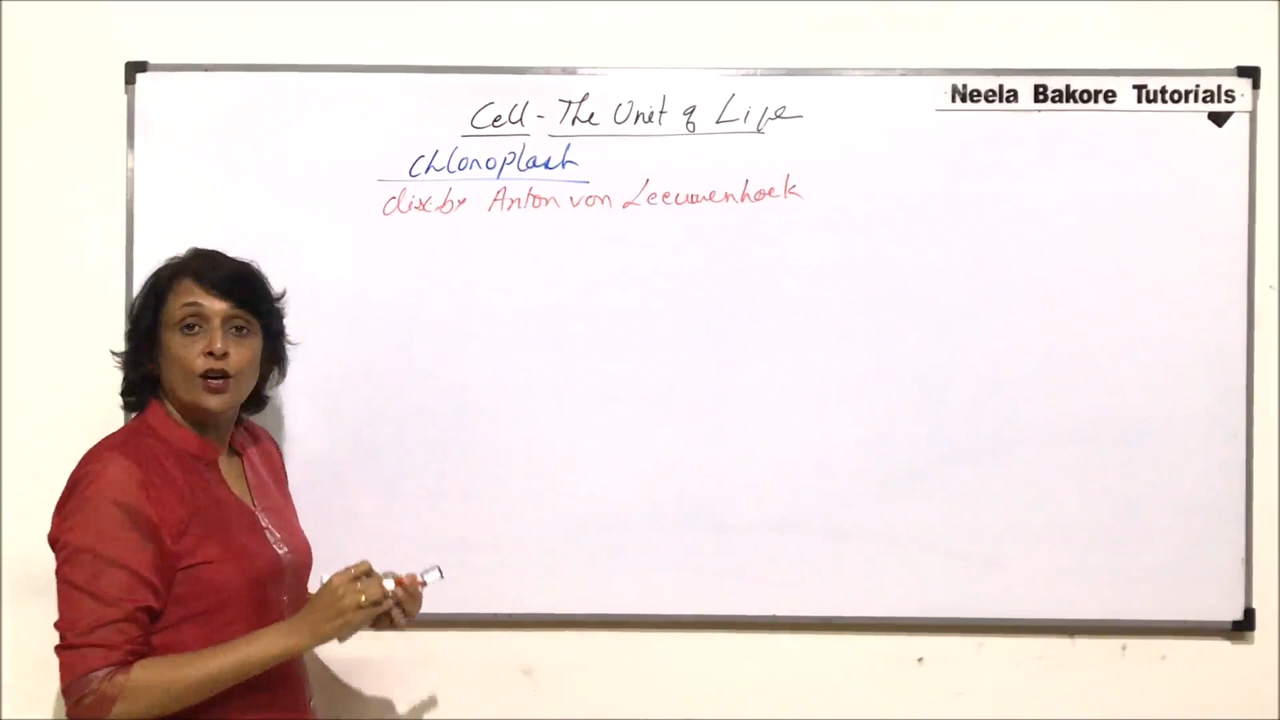 Neela Bakore Tutorials
Cell - The Unit of Life
Chloroplast
disc. by Anton von Leeuwenhoek